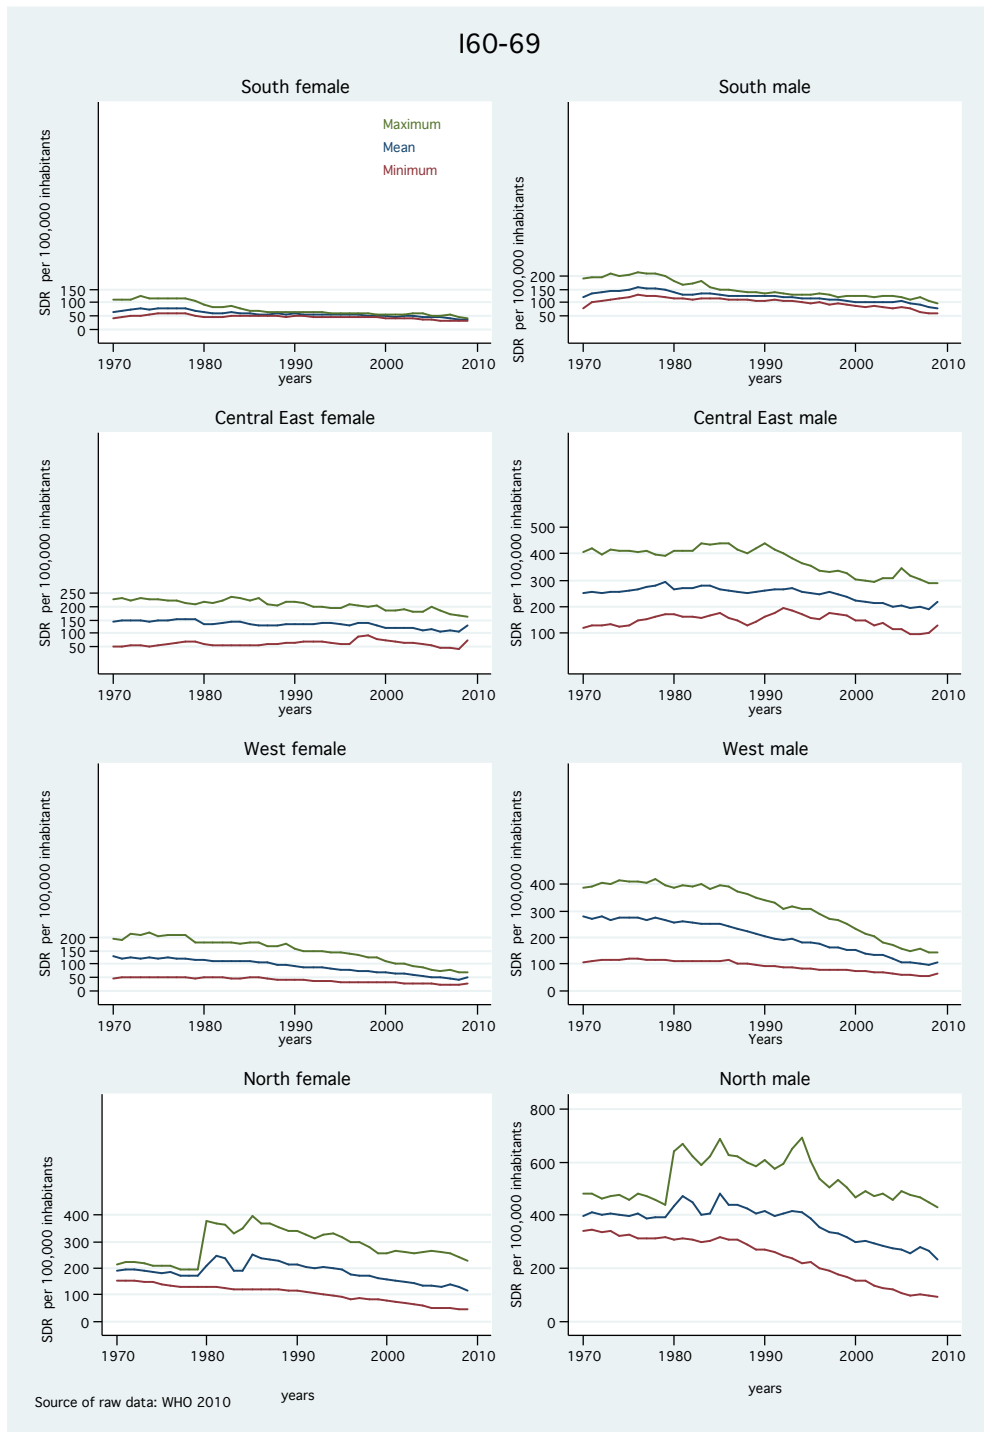 I60-69
South female
SDR  per 100,000 inhabitants
Maximum
Mean
Minimum
150
100
50
0
1970 1980 1990 2000 2010
years
South male
SDR  per 100,000 inhabitants
200
150
100
50
1970 1980 1990 2000 2010
years
Central East female
SDR  per 100,000 inhabitants
250
200
150
100
50
1970 1980 1990 2000 2010
years
Central East male
SDR  per 100,000 inhabitants
500
400
300
200
100
1970 1980 1990 2000 2010
years
West female
SDR  per 100,000 inhabitants
200
150
100
50
0
1970 1980 1990 2000 2010
years
West male
SDR  per 100,000 inhabitants
400
300
200
100
0
1970 1980 1990 2000 2010
Years
North female
SDR  per 100,000 inhabitants
400
300
200
100
0
1970 1980 1990 2000 2010
years
North male
SDR  per 100,000 inhabitants
800
600
400
200
0
1970 1980 1990 2000 2010
years
Source of raw data: WHO 2010